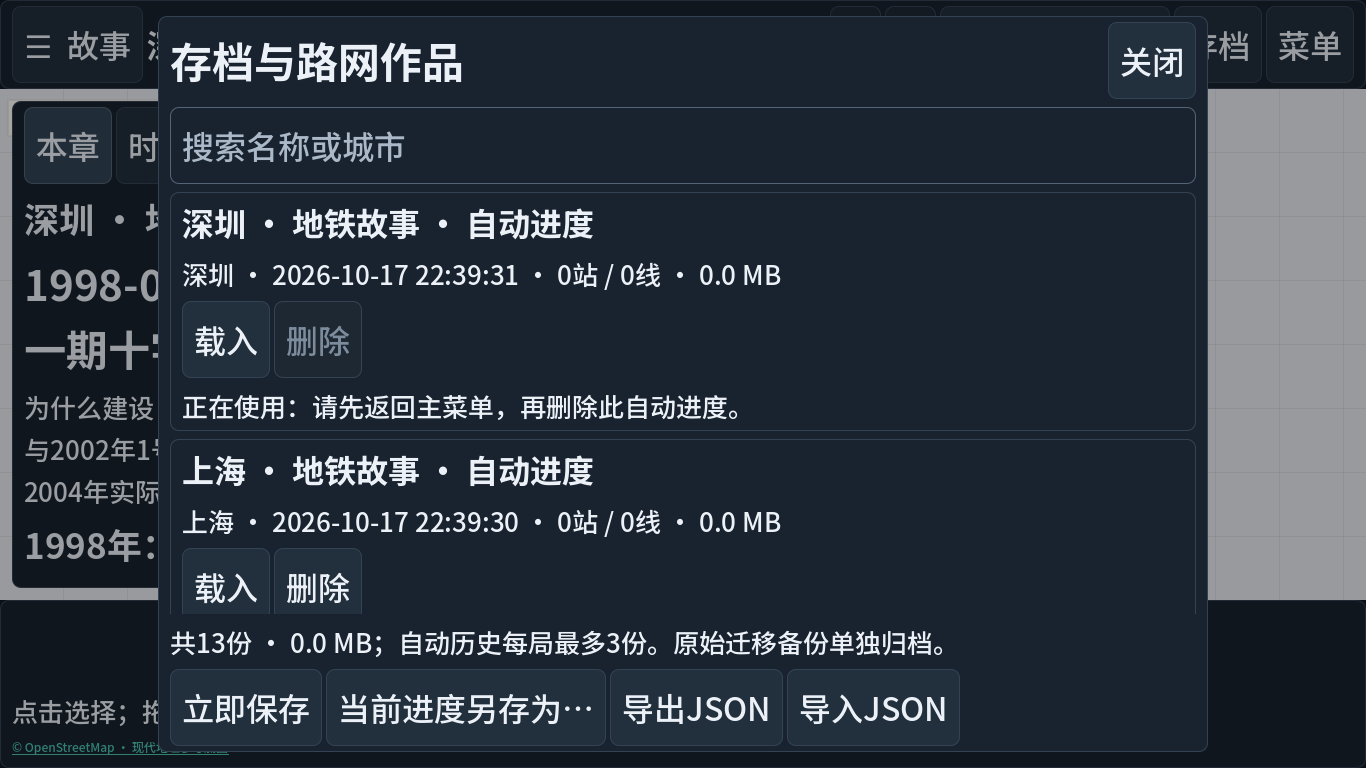 ☰ 故事
存档
菜单
存档与路网作品
关闭
搜索名称或城市
本章
时
深圳 · 地铁故事 · 自动进度
深圳 · 2026-10-17 22:39:31 · 0站 / 0线 · 0.0 MB
载入
删除
正在使用：请先返回主菜单，再删除此自动进度。
上海 · 地铁故事 · 自动进度
上海 · 2026-10-17 22:39:30 · 0站 / 0线 · 0.0 MB
载入
删除
深圳 ·
1998-0
一期十
为什么建设
与2002年1
2004年实际
1998年：
共13份 · 0.0 MB；自动历史每局最多3份。原始迁移备份单独归档。
立即保存
当前进度另存为…
导出JSON
导入JSON
点击选择；拖
© OpenStreetMap · 现代